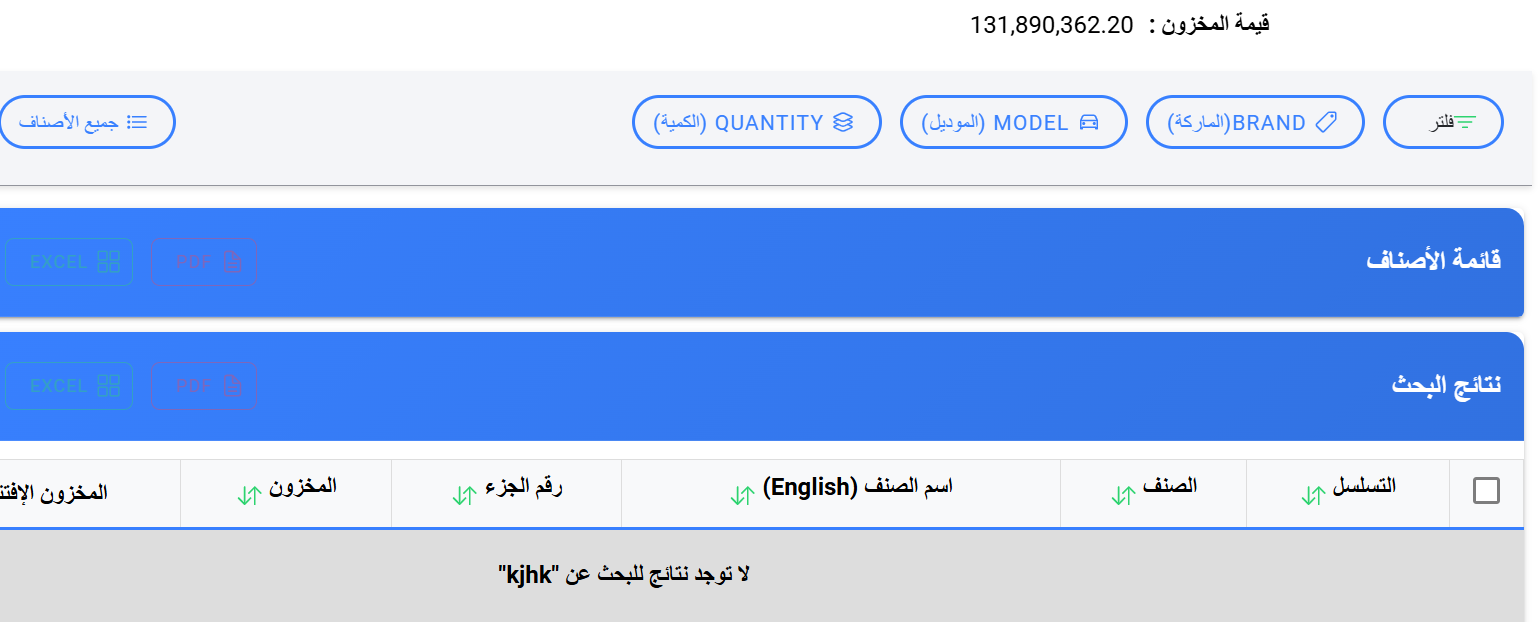 قيمة المخزون : 131,890,362.20
فلتر
BRAND(الماركة)
MODEL (الموديل)
QUANTITY (الكمية)
جميع الأصناف
قائمة الأصناف
PDF
EXCEL
نتائج البحث
PDF
EXCEL
التسلسل
الصنف
اسم الصنف (English)
رقم الجزء
المخزون
المخزون
لا توجد نتائج للبحث عن "kjhk"